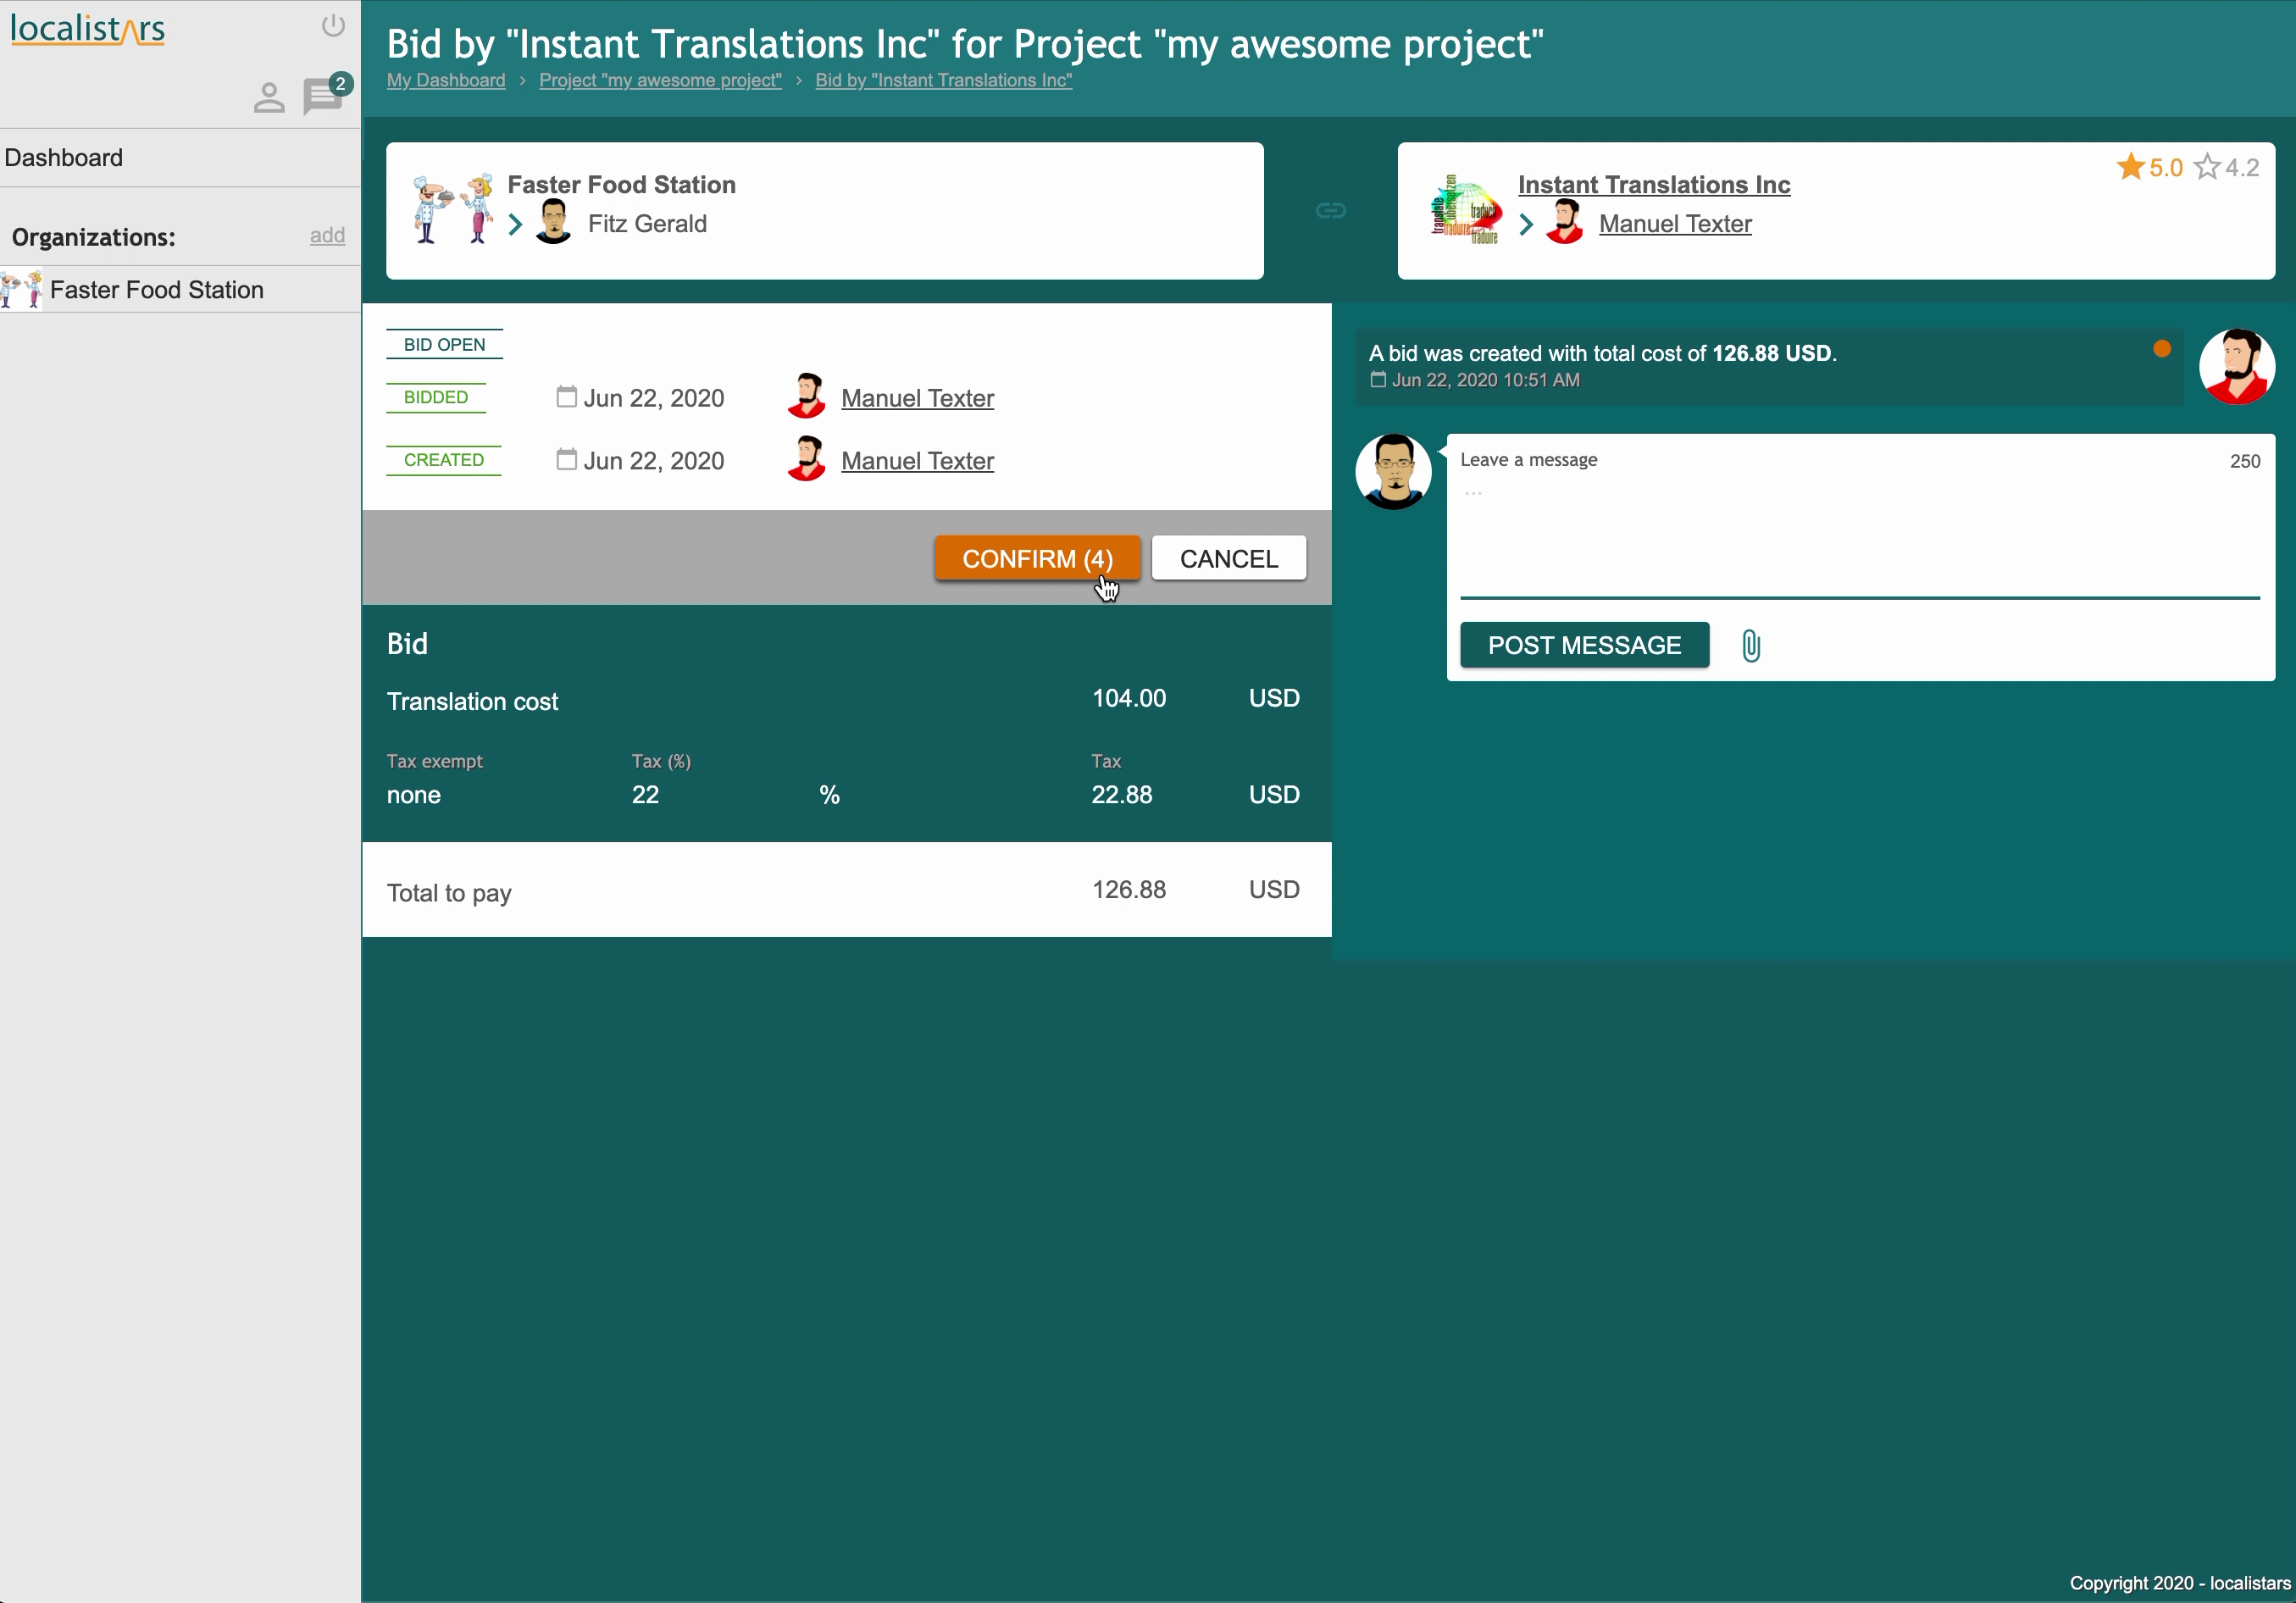 localistars
2
Dashboard
Organizations:
add
Faster Food Station
Bid by "Instant Translations Inc" for Project "my awesome project"
My Dashboard > Project "my awesome project" > Bid by "Instant Translations Inc"
Faster Food Station
Fitz Gerald
Instant Translations Inc
Manuel Texter
5.0 4.2
BID OPEN
BIDDED Jun 22, 2020 Manuel Texter
CREATED Jun 22, 2020 Manuel Texter
CONFIRM (4) CANCEL
Bid
Translation cost 104.00 USD
Tax exempt Tax (%) Tax
none 22 % 22.88 USD
Total to pay 126.88 USD
A bid was created with total cost of 126.88 USD.
Jun 22, 2020 10:51 AM
Leave a message 250
...
POST MESSAGE
Copyright 2020 - localistars